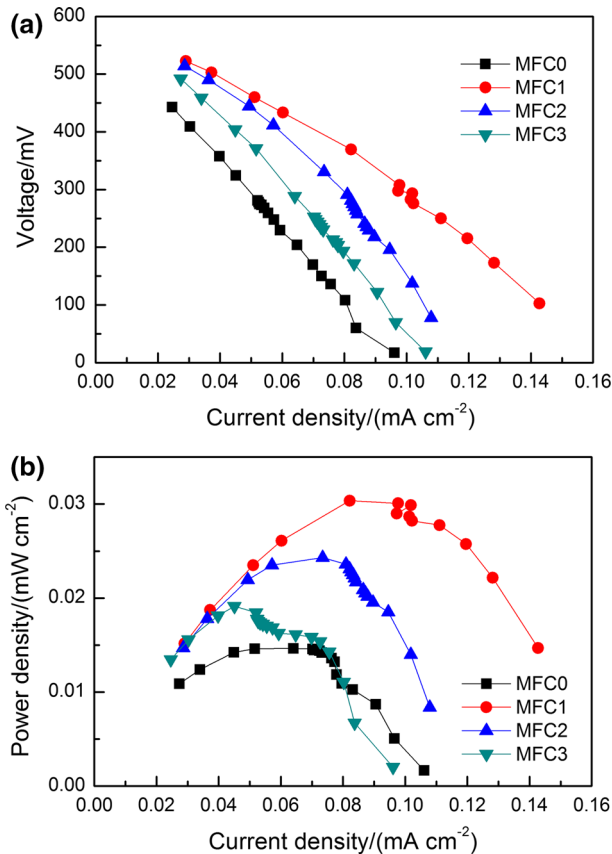 (a)
600
500
400
300
200
100
0
Voltage/mV
MFC0
MFC1
MFC2
MFC3
0.00 0.02 0.04 0.06 0.08 0.10 0.12 0.14 0.16
Current density/(mA cm⁻²)
(b)
0.03
0.02
0.01
0.00
Power density/(mW cm⁻²)
MFC0
MFC1
MFC2
MFC3
0.00 0.02 0.04 0.06 0.08 0.10 0.12 0.14 0.16
Current density/(mA cm⁻²)